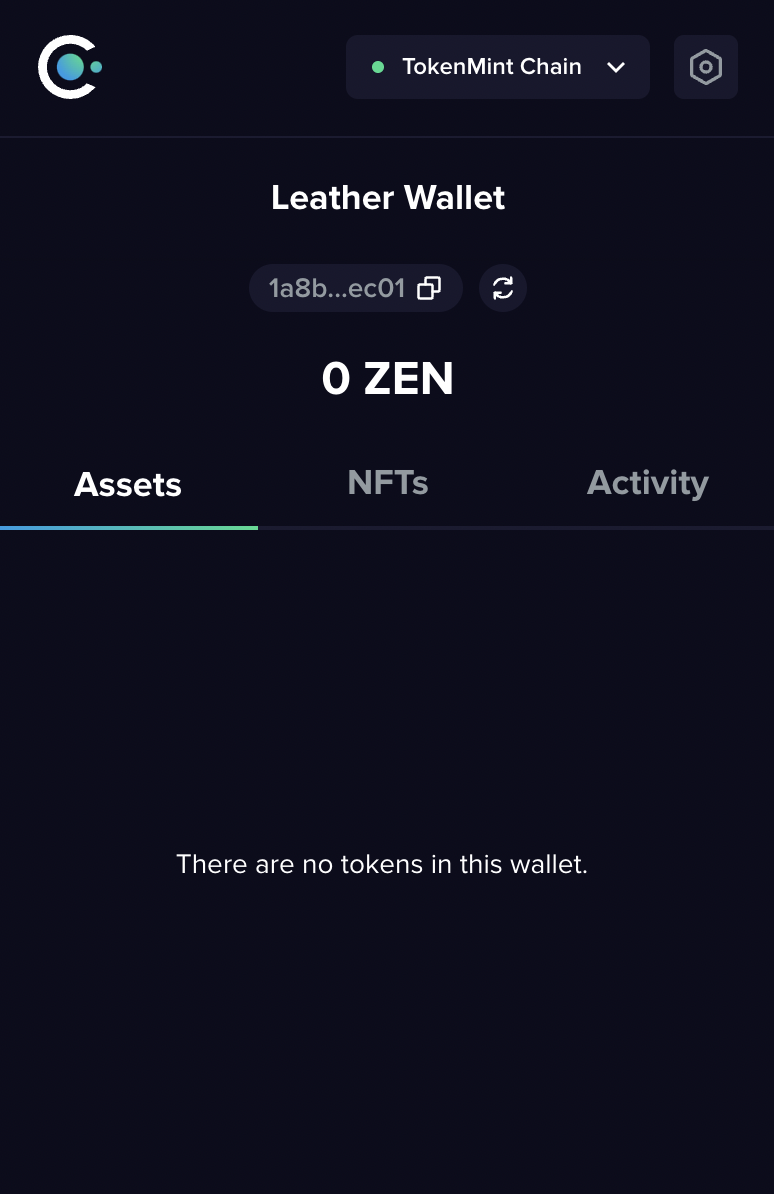 TokenMint Chain
Leather Wallet
1a8b...ec01
0 ZEN
Assets NFTs Activity
There are no tokens in this wallet.